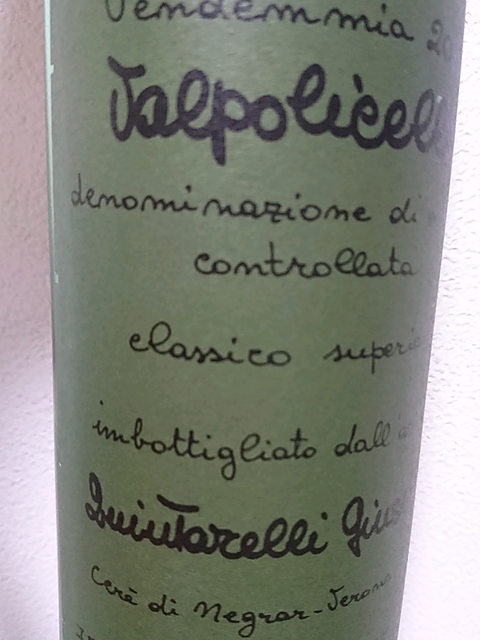 Vendemmia 20
Valpolicell
denominazione di
controllata
classico superio
imbottigliato dall'
Quintarelli Gius
Cerè di Negrar-Verona